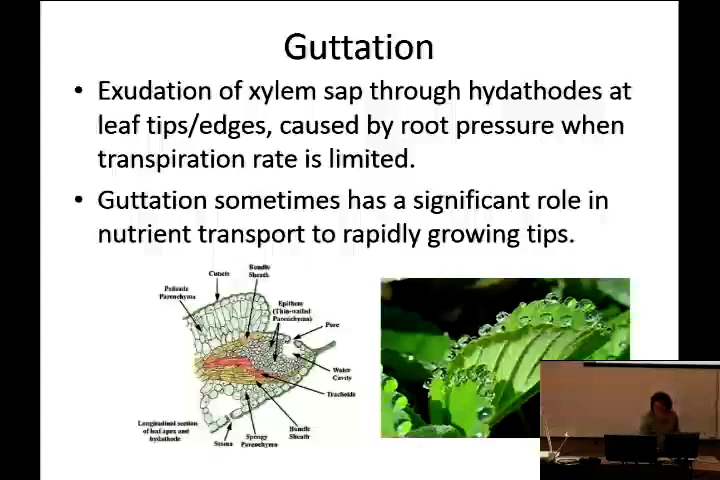 Guttation
• Exudation of xylem sap through hydathodes at
leaf tips/edges, caused by root pressure when
transpiration rate is limited.
• Guttation sometimes has a significant role in
nutrient transport to rapidly growing tips.
Bundle
Sheath
Cuticle
Palisade
Parenchyma
Epithem
(Thin-walled
Parenchyma)
Pore
Water
Cavity
Tracheids
Bundle
Sheath
Spongy
Parenchyma
Stoma
Longitudinal section
of leaf apex and
hydathode